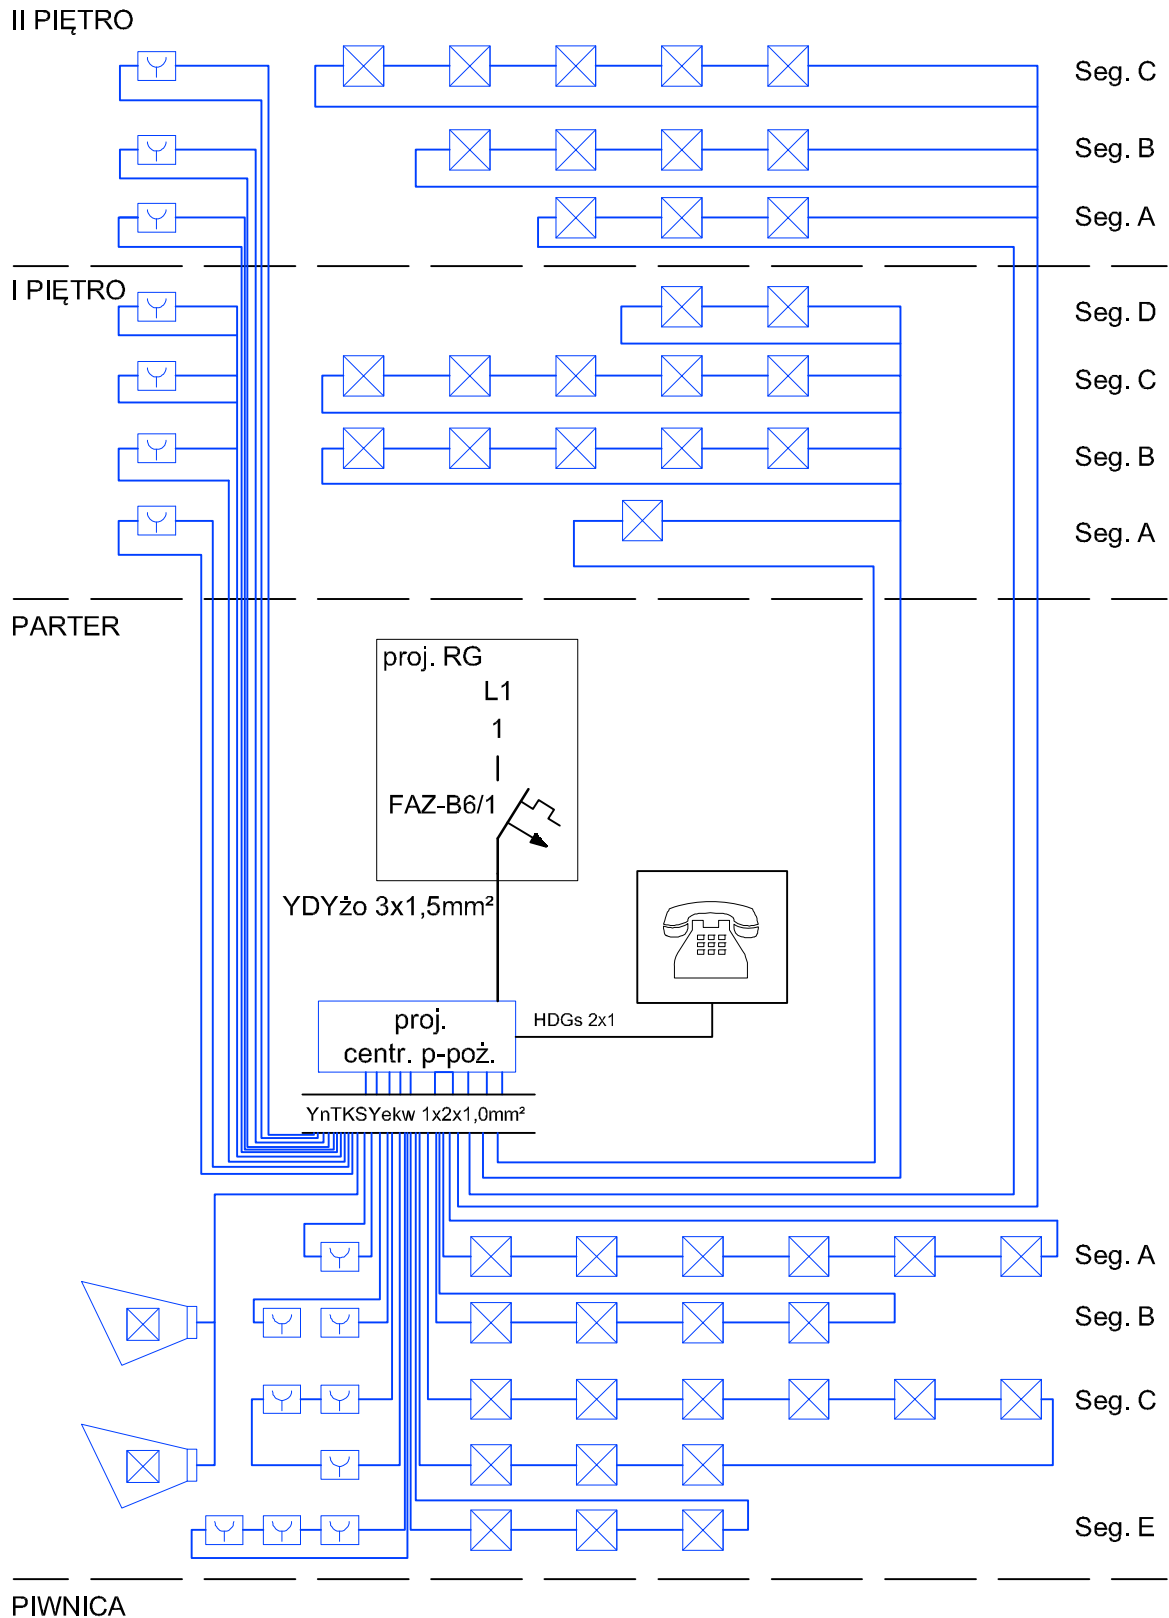 II PIĘTRO
Seg. C
Seg. B
Seg. A
I PIĘTRO
Seg. D
Seg. C
Seg. B
Seg. A
PARTER
proj. RG
L1
1
FAZ-B6/1
YDYżo 3x1,5mm²
proj.
centr. p-poż.
HDGs 2x1
YnTKSYekw 1x2x1,0mm²
Seg. A
Seg. B
Seg. C
Seg. E
PIWNICA